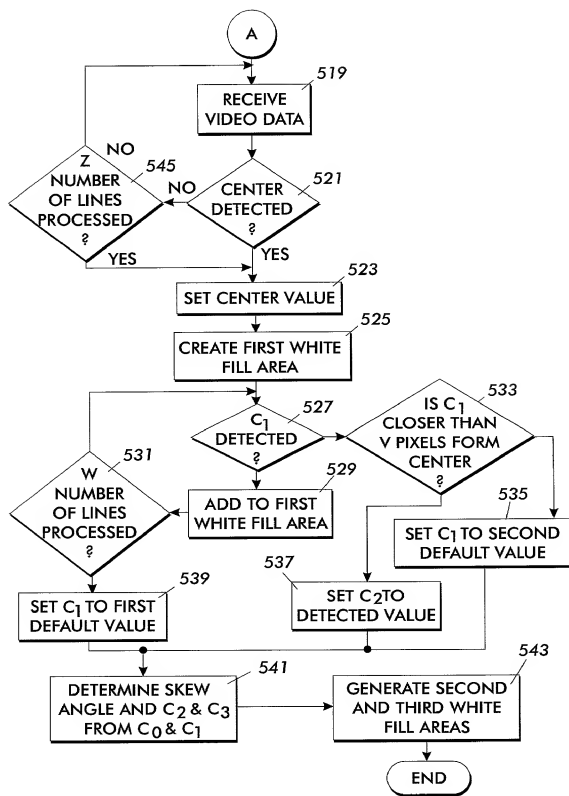 A
519
RECEIVE
VIDEO DATA
NO
545
Z
NUMBER
OF LINES
PROCESSED
?
NO
521
CENTER
DETECTED
?
YES
YES
523
SET CENTER VALUE
525
CREATE FIRST WHITE
FILL AREA
527
C1
DETECTED
?
533
IS C1
CLOSER THAN
V PIXELS FORM
CENTER
?
531
W
NUMBER
OF LINES
PROCESSED
?
529
ADD TO FIRST
WHITE FILL AREA
535
SET C1 TO SECOND
DEFAULT VALUE
539
SET C1 TO FIRST
DEFAULT VALUE
537
SET C2 TO
DETECTED VALUE
541
DETERMINE SKEW
ANGLE AND C2 & C3
FROM C0 & C1
543
GENERATE SECOND
AND THIRD WHITE
FILL AREAS
END